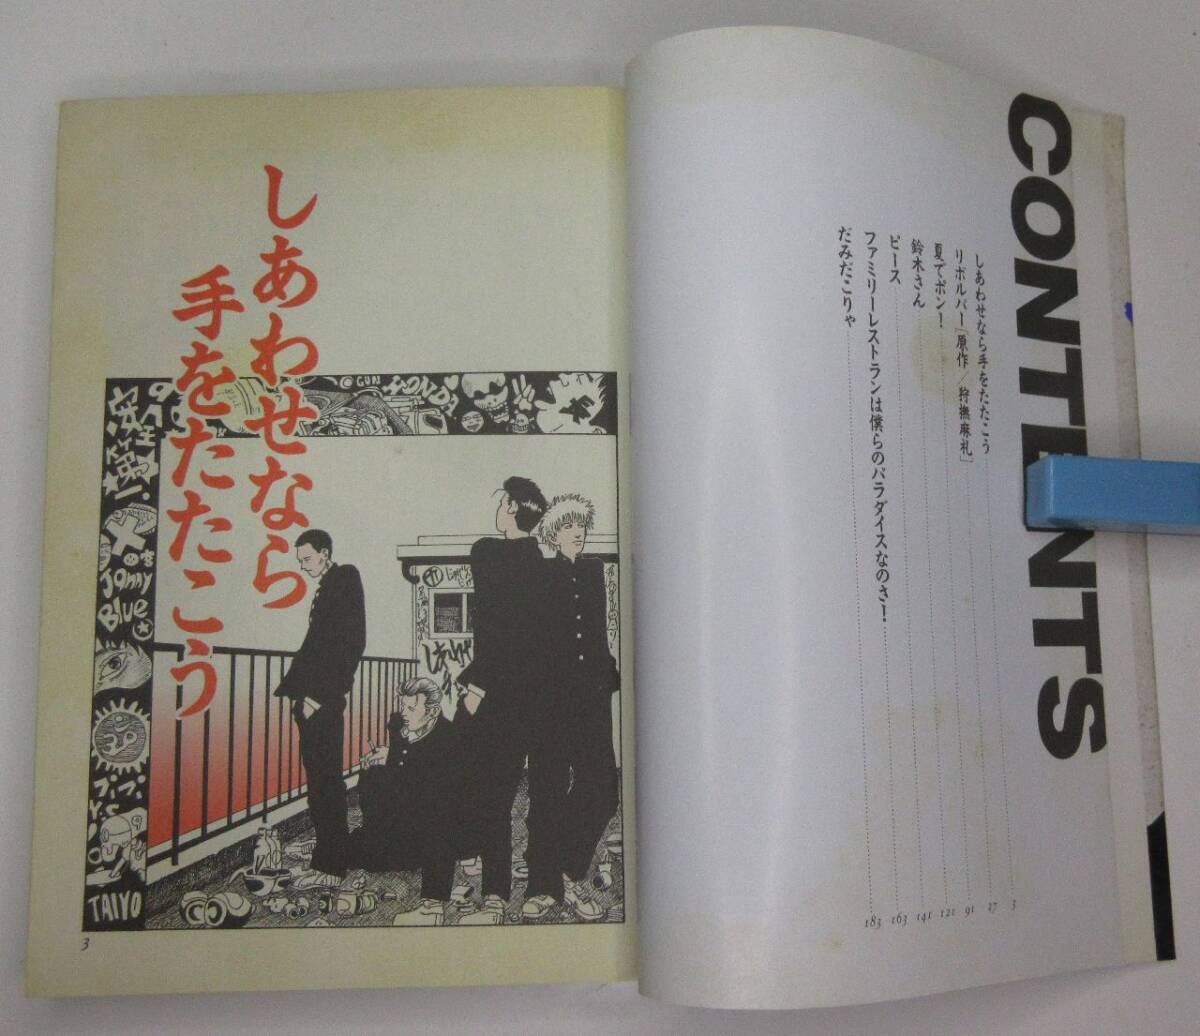 CONTENTS
しあわせなら手をたたこう 3
リボルバー[原作/狩撫麻礼] 27
夏でポン! 91
鈴木さん 121
ピース 141
ファミリーレストランは僕らのパラダイスなのさ! 163
だみだこりゃ 183
しあわせなら
手をたたこう
GUN
HONDA
Jonny
Blue
TAIYO
3